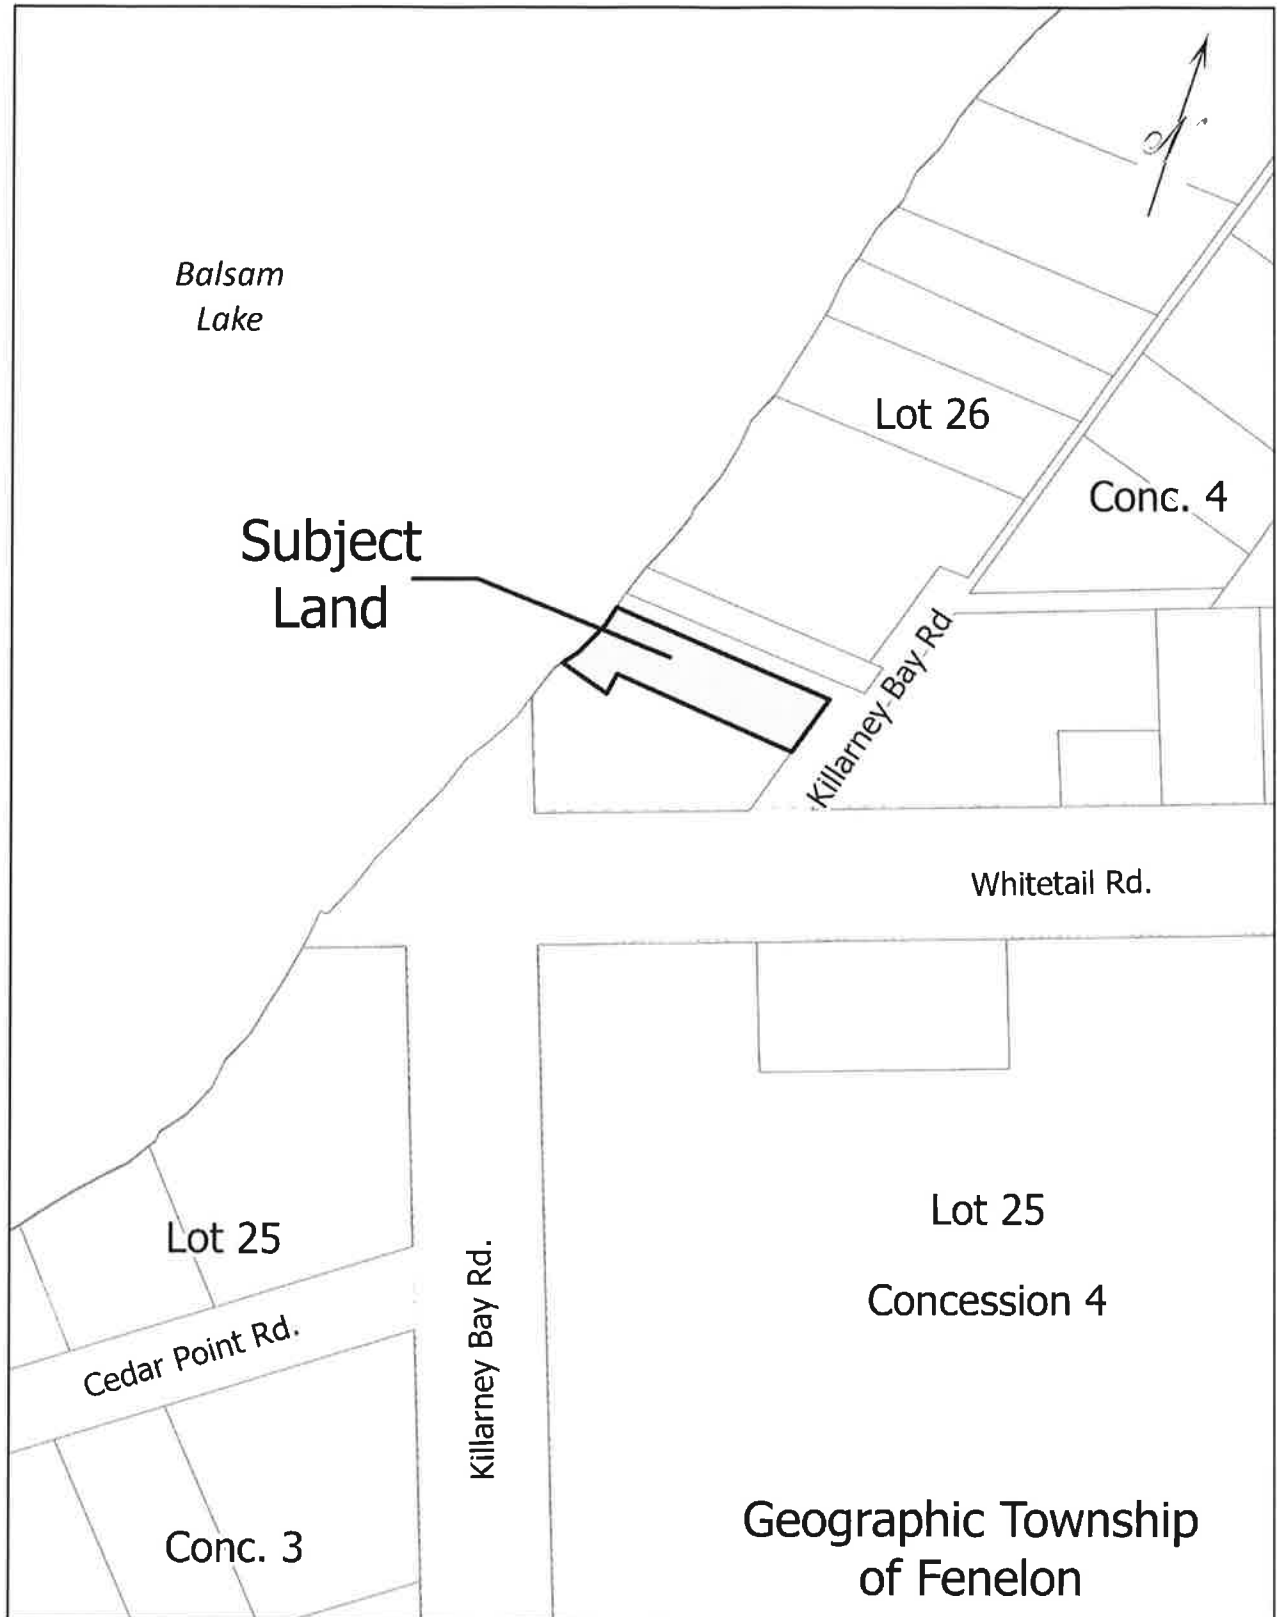 Balsam
Lake
Lot 26
Conc. 4
Subject
Land
Killarney Bay Rd
Whitetail Rd.
Lot 25
Lot 25
Concession 4
Killarney Bay Rd.
Cedar Point Rd.
Conc. 3
Geographic Township
of Fenelon